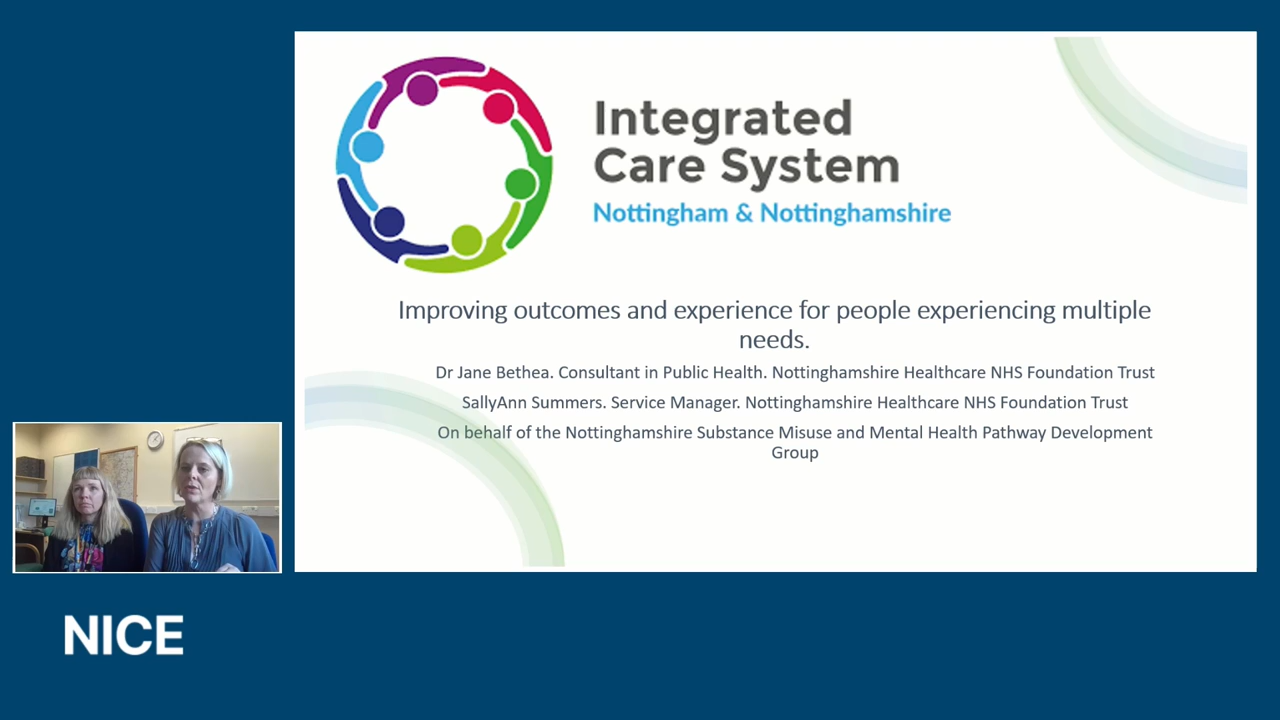 Integrated
Care System
Nottingham & Nottinghamshire
Improving outcomes and experience for people experiencing multiple
needs.
Dr Jane Bethea. Consultant in Public Health. Nottinghamshire Healthcare NHS Foundation Trust
SallyAnn Summers. Service Manager. Nottinghamshire Healthcare NHS Foundation Trust
On behalf of the Nottinghamshire Substance Misuse and Mental Health Pathway Development
Group
NICE